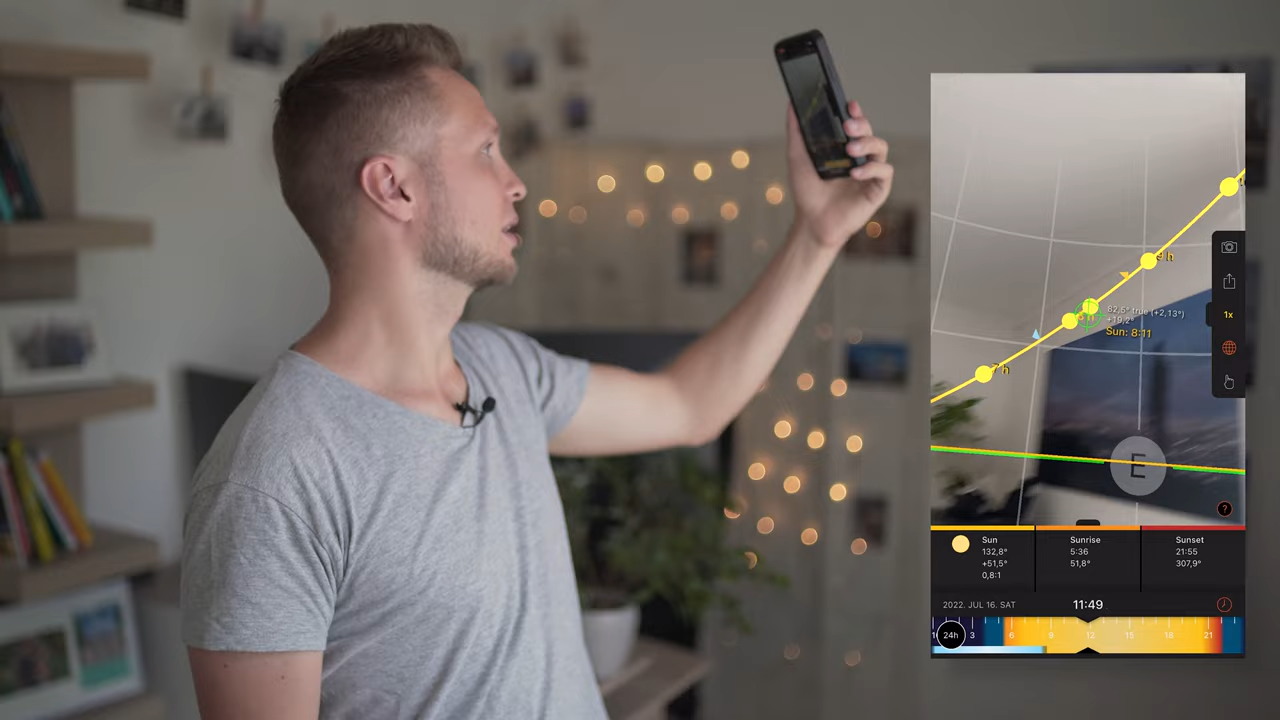 9 h
82,5° true (+2,13°)
+19,2°
Sun: 8:11
7 h
1x
E
?
Sun
132,8°
+51,5°
0,8:1
Sunrise
5:36
51,8°
Sunset
21:55
307,9°
2022. JUL 16. SAT
11:49
24h
3 6 9 12 15 18 21